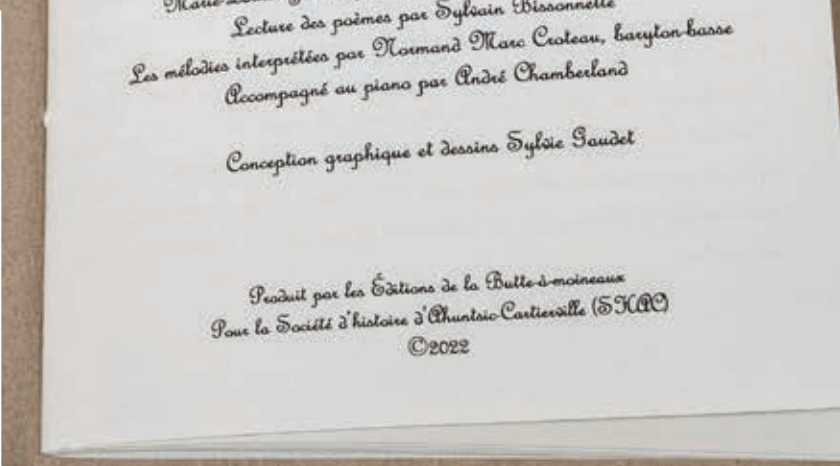 Lecture des poèmes par Sylvain Bissonnette
Les mélodies interprétées par Normand Marc Croteau, baryton-basse
Accompagné au piano par André Chamberland
Conception graphique et dessins Sylvie Gaudet
Produit par les Éditions de la Butte-à-moineaux
Pour la Société d'histoire d'Ahuntsic-Cartierville (SHAC)
©2022